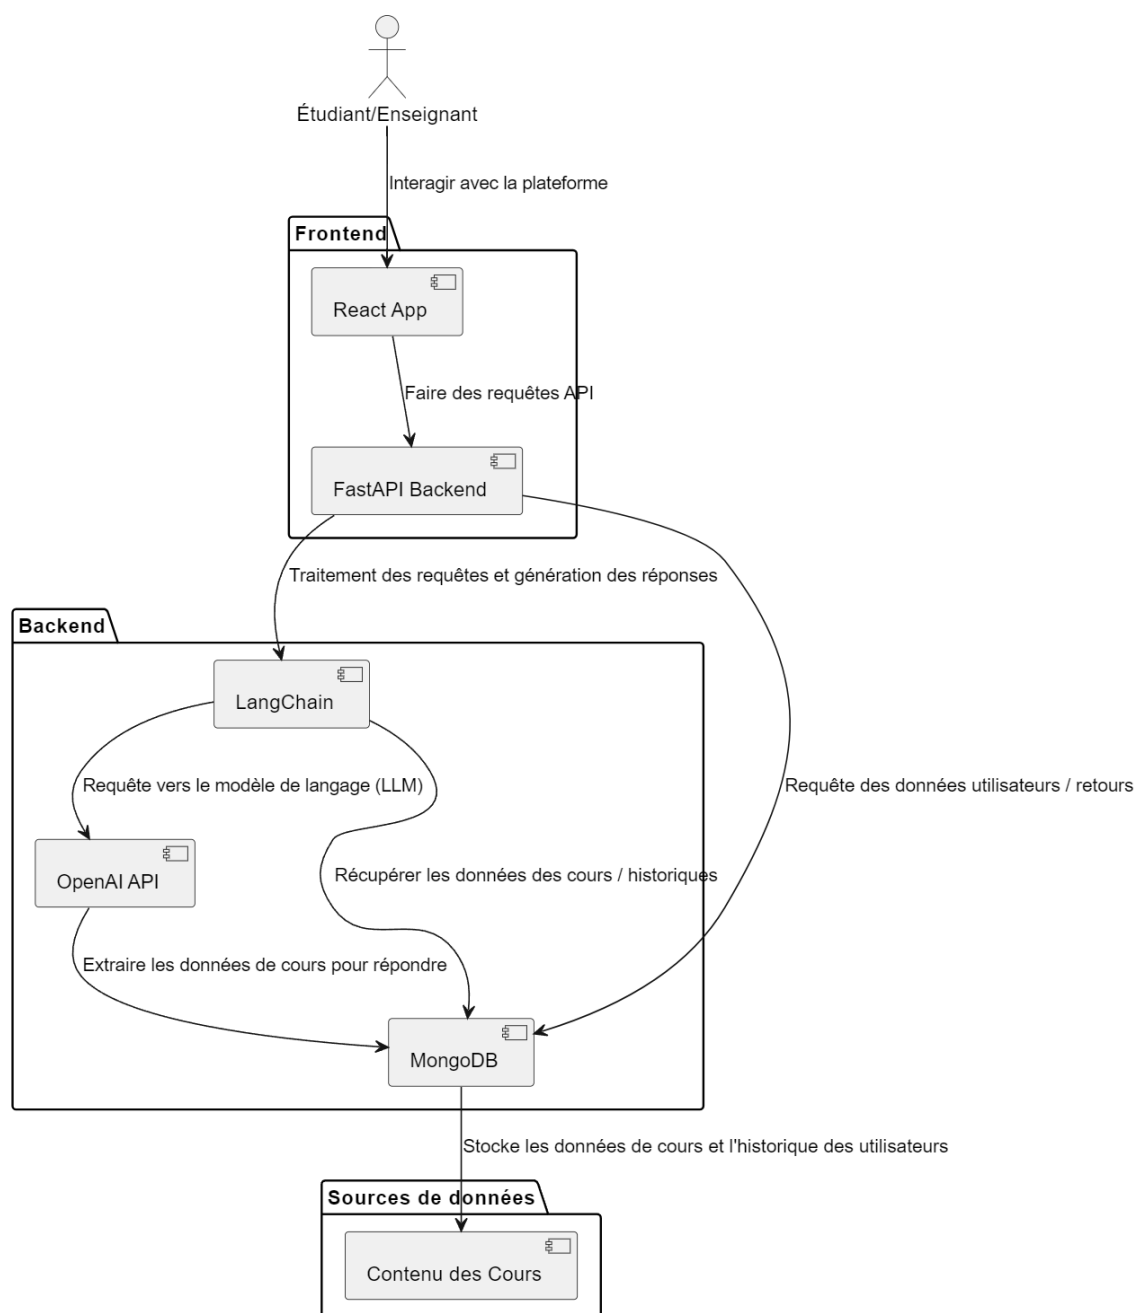 Étudiant/Enseignant
Interagir avec la plateforme
Frontend
React App
Faire des requêtes API
FastAPI Backend
Traitement des requêtes et génération des réponses
Backend
LangChain
Requête vers le modèle de langage (LLM)
Requête des données utilisateurs / retours
OpenAI API
Récupérer les données des cours / historiques
Extraire les données de cours pour répondre
MongoDB
Stocke les données de cours et l'historique des utilisateurs
Sources de données
Contenu des Cours